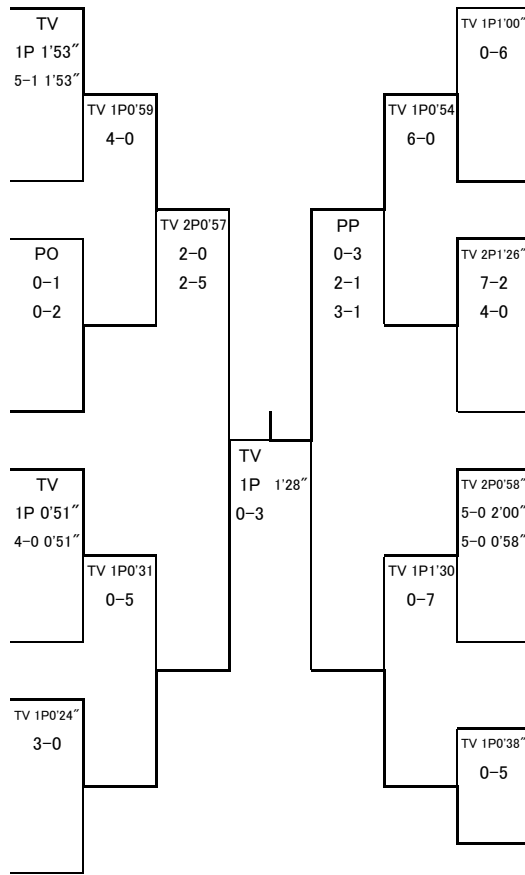 TV
1P 1'53″
5-1 1'53″
TV 1P0'59
4-0
PO
0-1
0-2
TV 2P0'57
2-0
2-5
TV
1P 0'51″
4-0 0'51″
TV 1P0'31
0-5
TV 1P0'24″
3-0
TV
1P 1'28″
0-3
PP
0-3
2-1
3-1
TV 1P0'54
6-0
TV 1P1'00″
0-6
TV 2P1'26″
7-2
4-0
TV 1P1'30
0-7
TV 2P0'58″
5-0 2'00″
5-0 0'58″
TV 1P0'38″
0-5